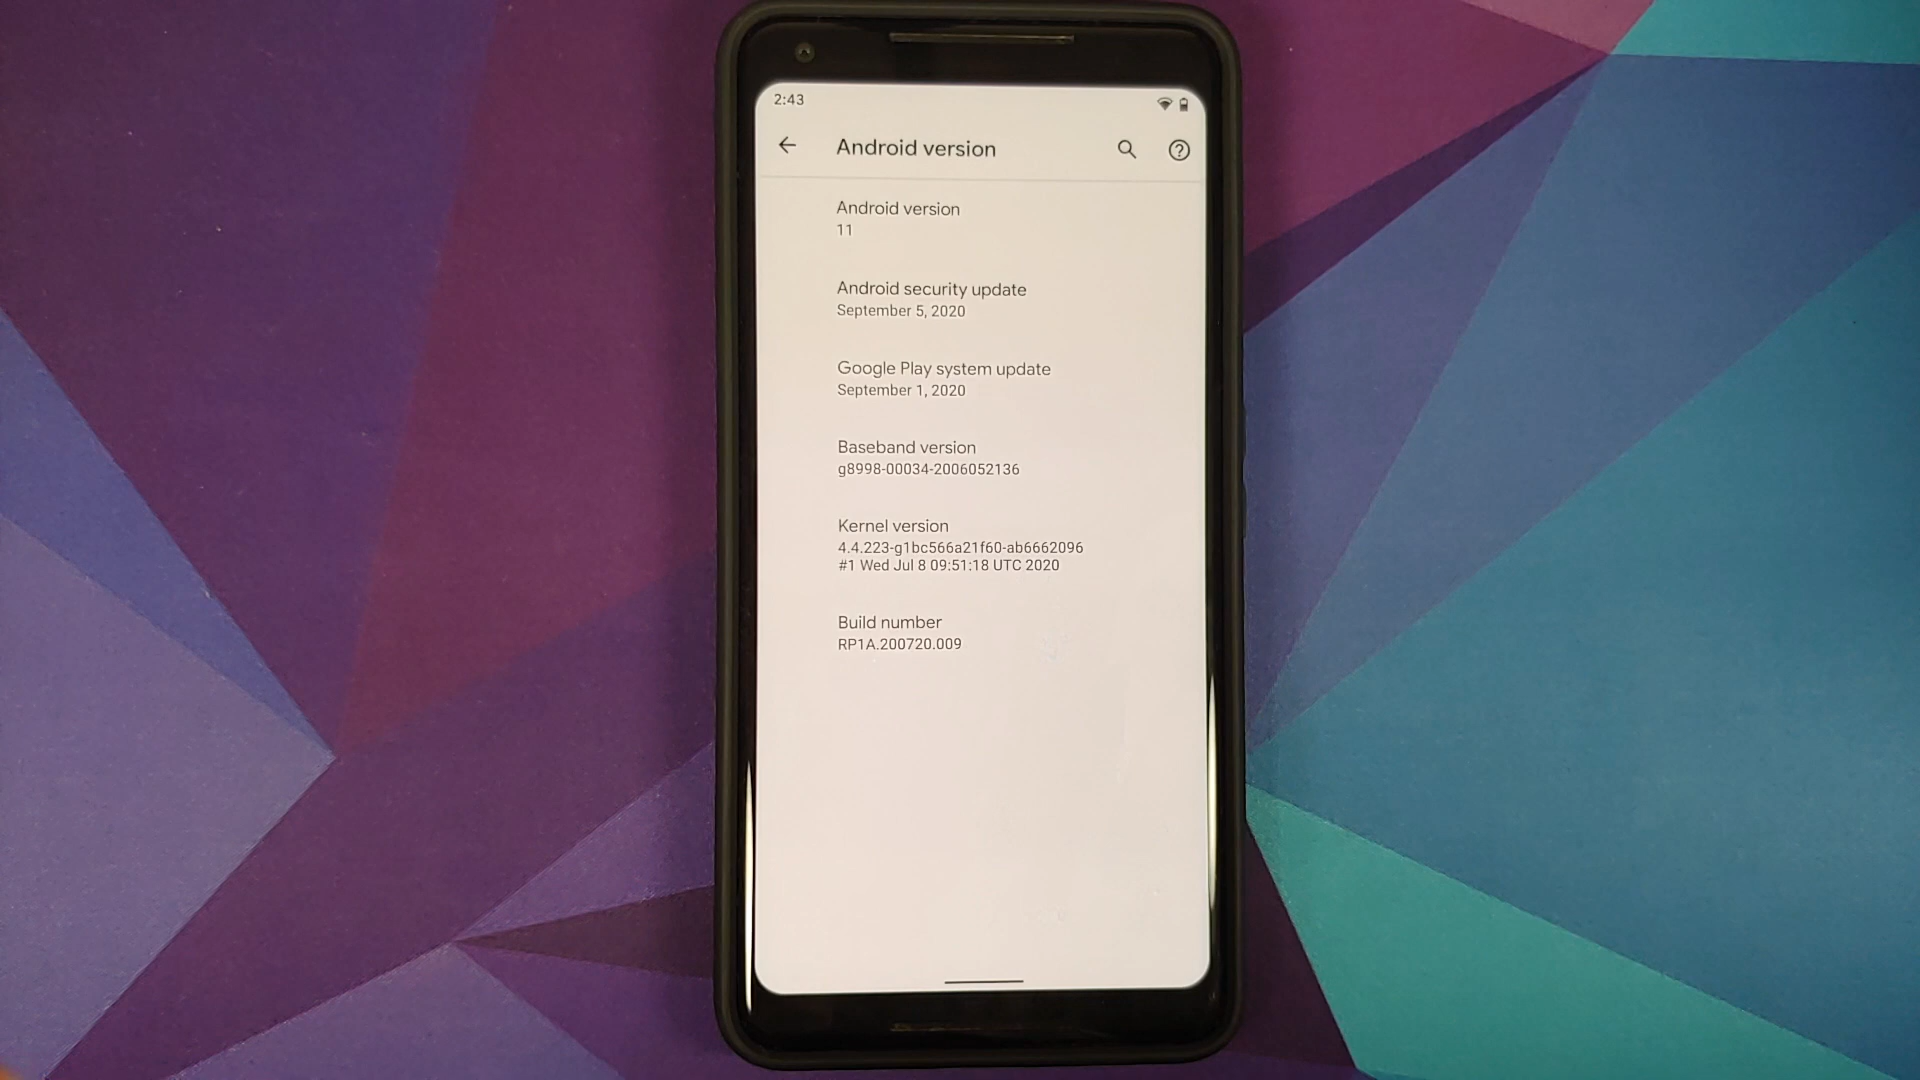 2:43
Android version
Android version
11
Android security update
September 5, 2020
Google Play system update
September 1, 2020
Baseband version
g8998-00034-2006052136
Kernel version
4.4.223-g1bc566a21f60-ab6662096
#1 Wed Jul 8 09:51:18 UTC 2020
Build number
RP1A.200720.009